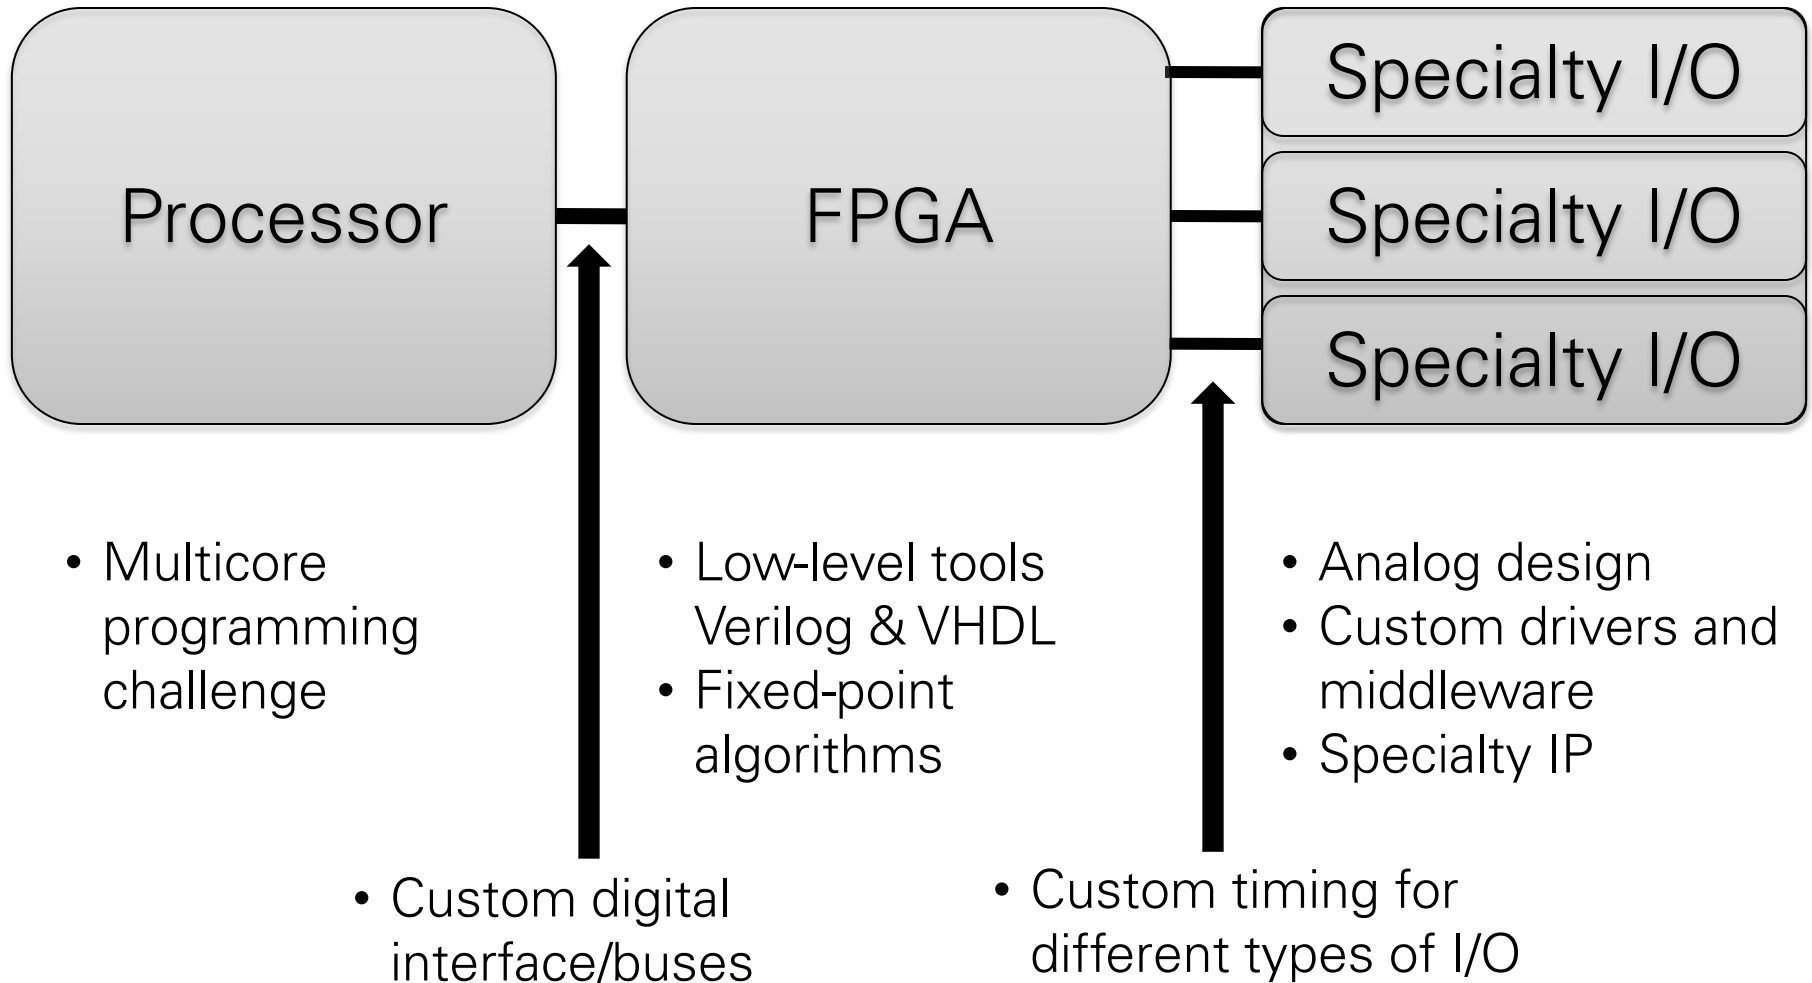 Processor
FPGA
Specialty I/O
Specialty I/O
Specialty I/O
• Multicore
programming
challenge
• Low-level tools
Verilog & VHDL
• Fixed-point
algorithms
• Analog design
• Custom drivers and
middleware
• Specialty IP
• Custom digital
interface/buses
• Custom timing for
different types of I/O